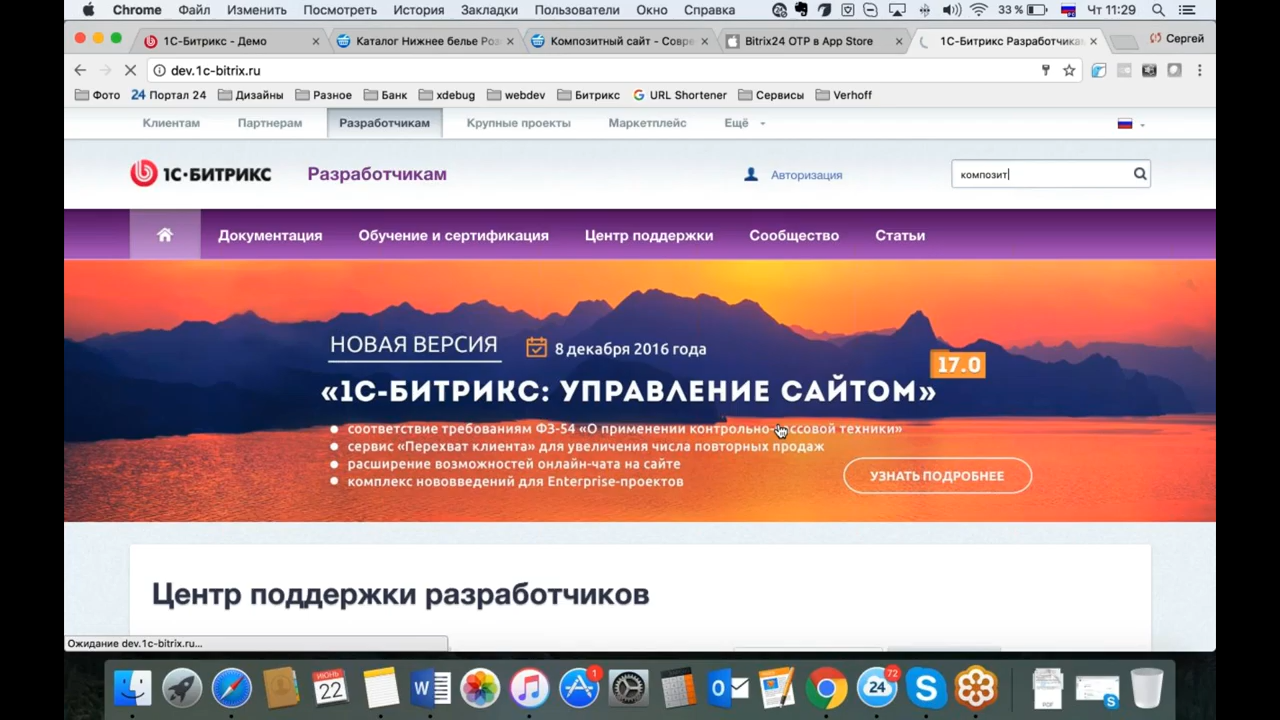 Chrome Файл Изменить Посмотреть История Закладки Пользователи Окно Справка 33 % Чт 11:29
1С-Битрикс - Демо Каталог Нижнее белье Роз Композитный сайт - Совре Bitrix24 OTP в App Store 1С-Битрикс Разработчикам Сергей
dev.1c-bitrix.ru
Фото 24 Портал 24 Дизайны Разное Банк xdebug webdev Битрикс URL Shortener Сервисы Verhoff
Клиентам Партнерам Разработчикам Крупные проекты Маркетплейс Ещё
1С·БИТРИКС Разработчикам Авторизация композит
Документация Обучение и сертификация Центр поддержки Сообщество Статьи
НОВАЯ ВЕРСИЯ 8 декабря 2016 года
17.0
«1С-БИТРИКС: УПРАВЛЕНИЕ САЙТОМ»
соответствие требованиям ФЗ-54 «О применении контрольно-кассовой техники»
сервис «Перехват клиента» для увеличения числа повторных продаж
расширение возможностей онлайн-чата на сайте
комплекс нововведений для Enterprise-проектов
УЗНАТЬ ПОДРОБНЕЕ
Центр поддержки разработчиков
Ожидание dev.1c-bitrix.ru...
ИЮНЬ
22
W
1
24
72
S
PDF
S